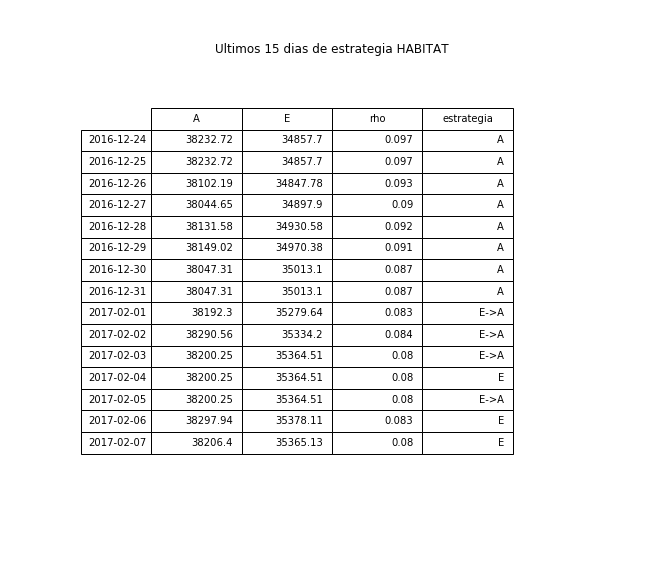 Ultimos 15 dias de estrategia HABITAT
A E rho estrategia
2016-12-24 38232.72 34857.7 0.097 A
2016-12-25 38232.72 34857.7 0.097 A
2016-12-26 38102.19 34847.78 0.093 A
2016-12-27 38044.65 34897.9 0.09 A
2016-12-28 38131.58 34930.58 0.092 A
2016-12-29 38149.02 34970.38 0.091 A
2016-12-30 38047.31 35013.1 0.087 A
2016-12-31 38047.31 35013.1 0.087 A
2017-02-01 38192.3 35279.64 0.083 E->A
2017-02-02 38290.56 35334.2 0.084 E->A
2017-02-03 38200.25 35364.51 0.08 E->A
2017-02-04 38200.25 35364.51 0.08 E
2017-02-05 38200.25 35364.51 0.08 E->A
2017-02-06 38297.94 35378.11 0.083 E
2017-02-07 38206.4 35365.13 0.08 E